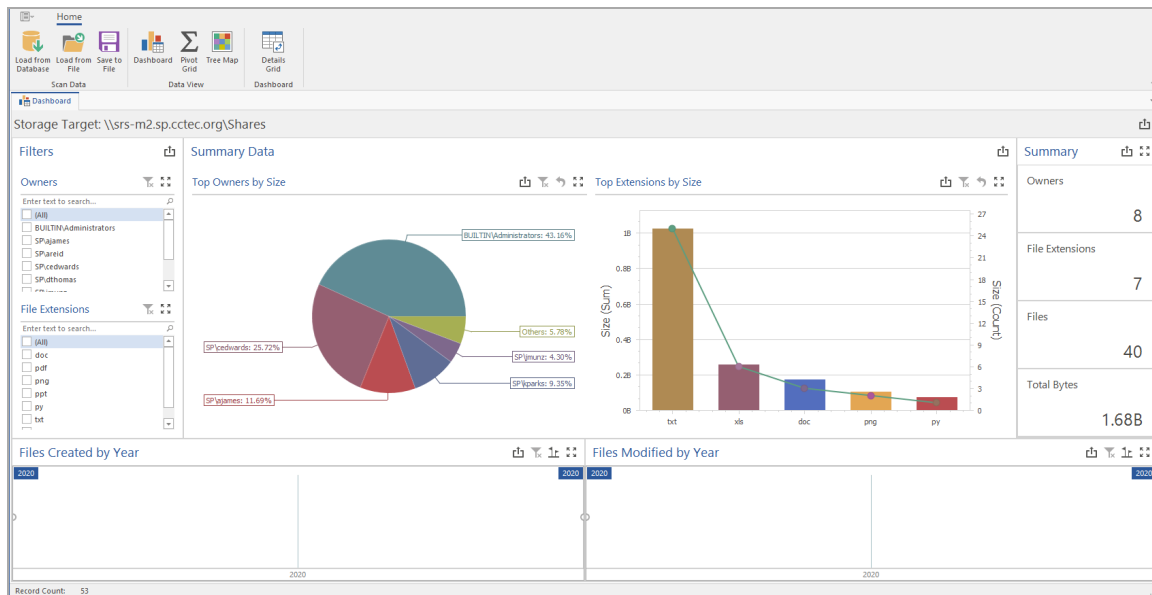 Home
Load from Database
Load from File
Save to File
Dashboard
Pivot Grid
Tree Map
Details Grid
Scan Data
Data View
Dashboard
Dashboard
Storage Target: \\srs-m2.sp.cctec.org\Shares
Filters
Owners
Enter text to search...
(All)
BUILTIN\Administrators
SP\ajames
SP\areid
SP\cedwards
SP\dthomas
File Extensions
Enter text to search...
(All)
doc
pdf
png
ppt
py
txt
Summary Data
Top Owners by Size
BUILTIN\Administrators: 43.16%
Others: 5.78%
SP\jmunz: 4.30%
SP\kparks: 9.35%
SP\cedwards: 25.72%
SP\ajames: 11.69%
Top Extensions by Size
Size (Sum)
1B
0.8B
0.6B
0.4B
0.2B
0B
txt
xls
doc
png
py
27
24
21
18
15
12
9
6
3
0
Size (Count)
Summary
Owners
8
File Extensions
7
Files
40
Total Bytes
1.68B
Files Created by Year
2020
2020
2020
Files Modified by Year
2020
2020
2020
Record Count: 53